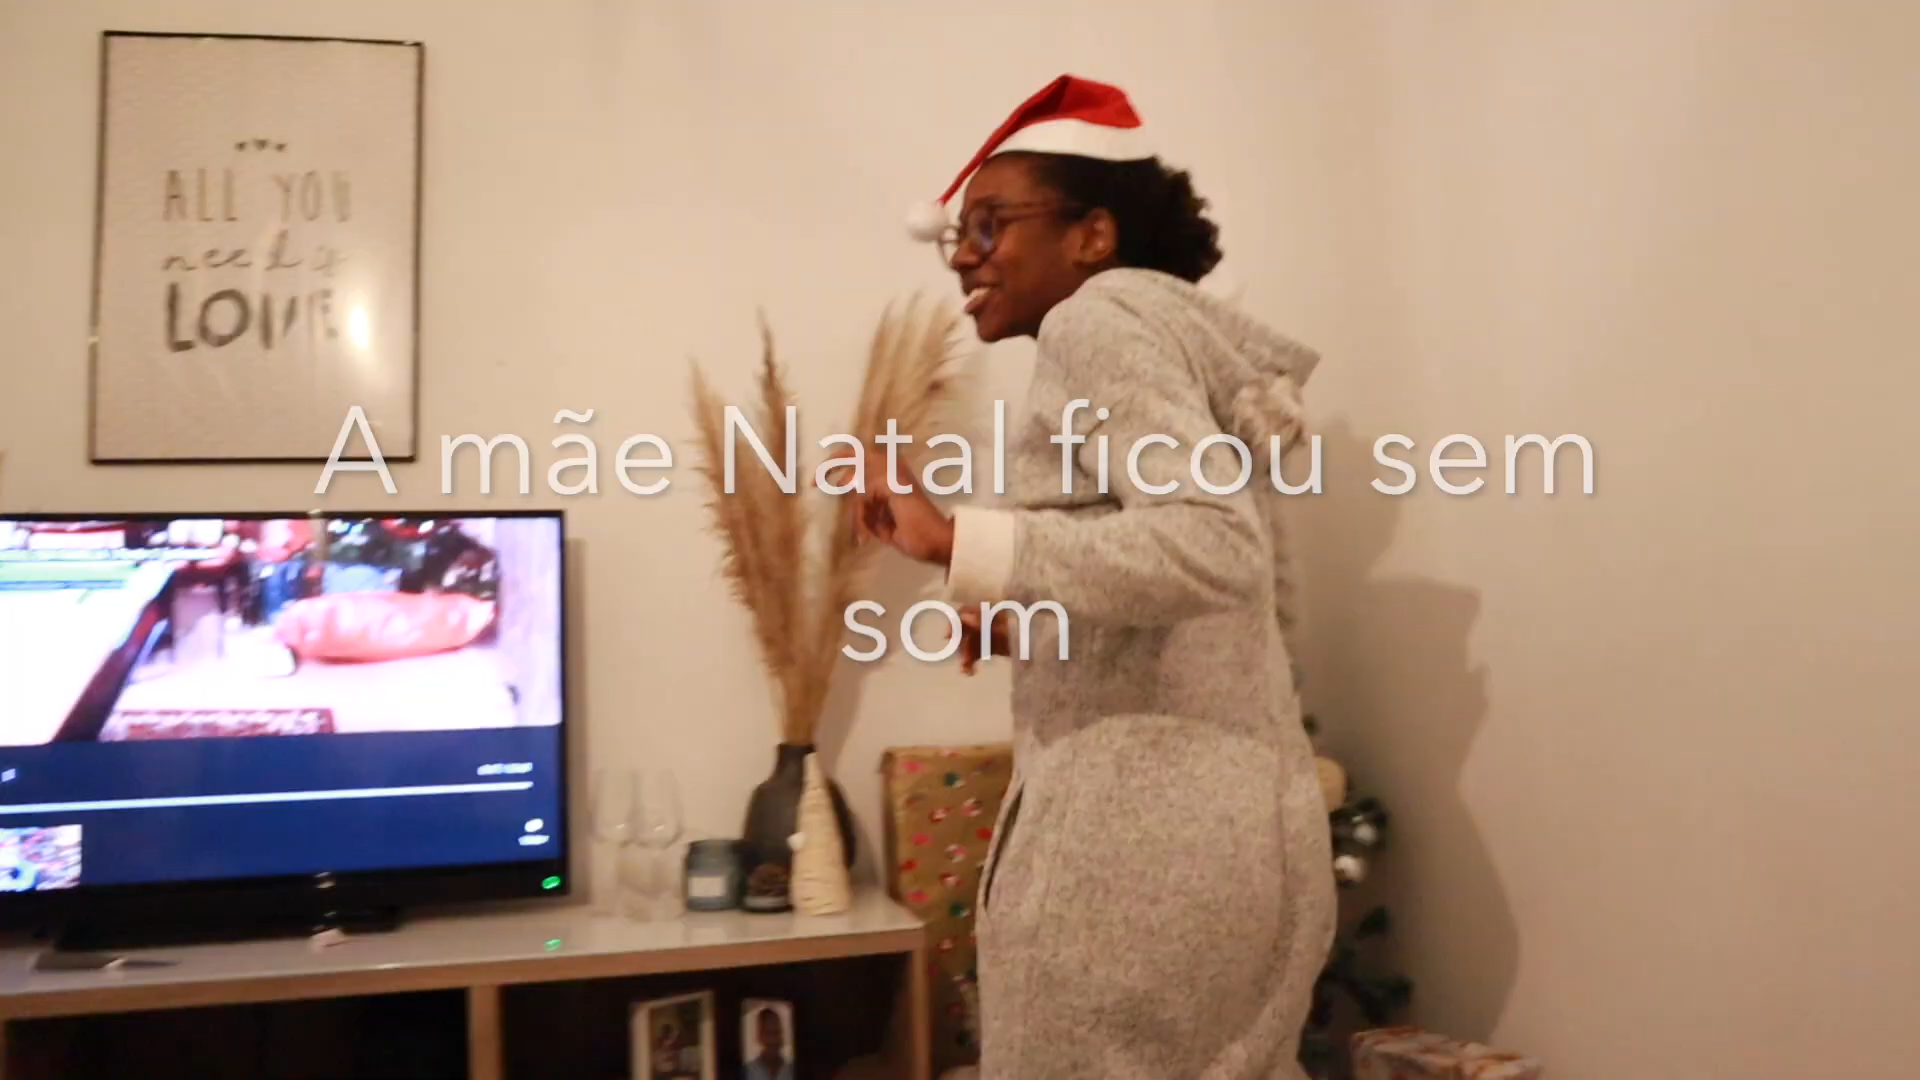 ALL YOU
need is
LOVE
A mãe Natal ficou sem
som